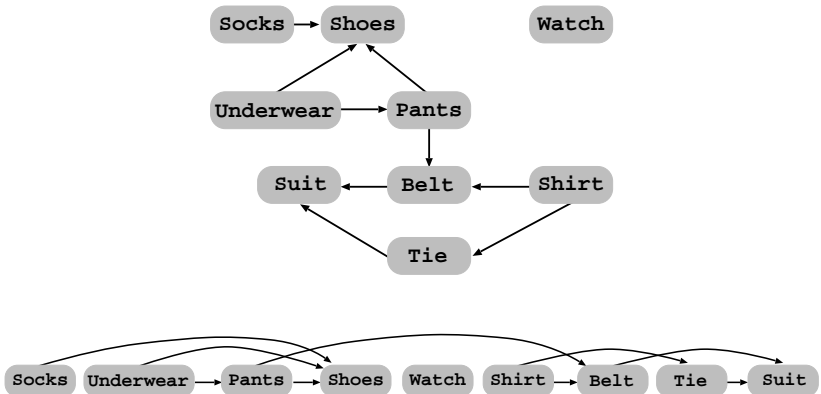 Socks Shoes Watch
Underwear Pants
Suit Belt Shirt
Tie
Socks Underwear Pants Shoes Watch Shirt Belt Tie Suit